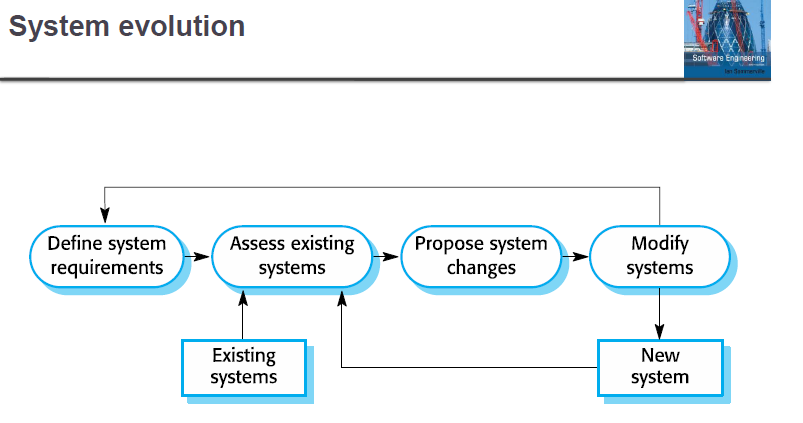 System evolution
Software Engineering
Ian Sommerville
Define system
requirements
Assess existing
systems
Propose system
changes
Modify
systems
Existing
systems
New
system